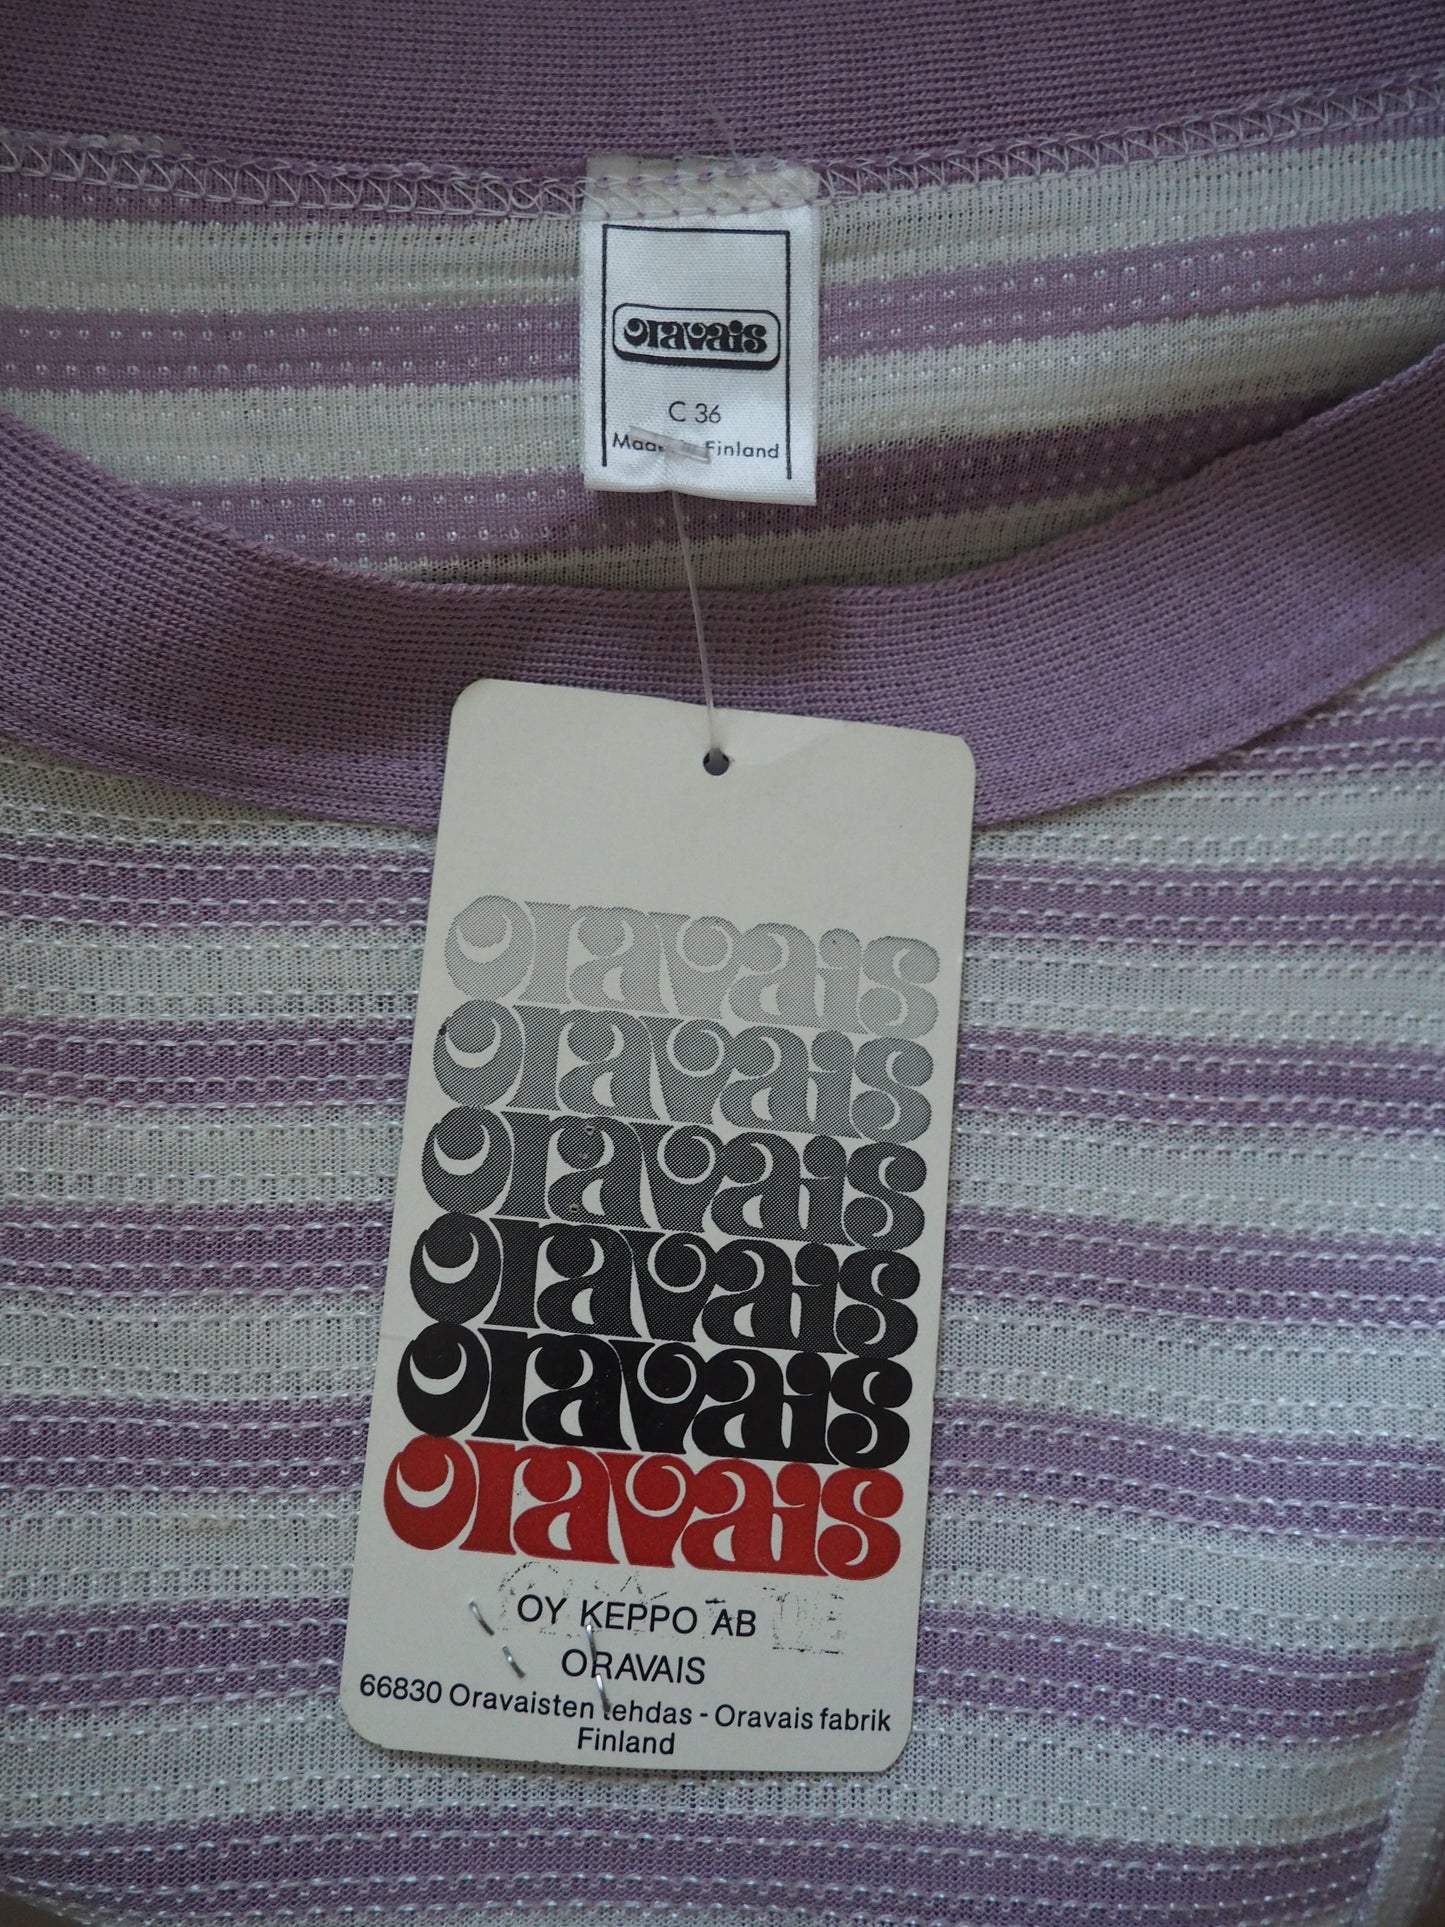 oravais
C 36
Made in Finland
oravais
oravais
oravais
oravais
oravais
oravais
OY KEPPO AB
ORAVAIS
66830 Oravaisten tehdas - Oravais fabrik
Finland